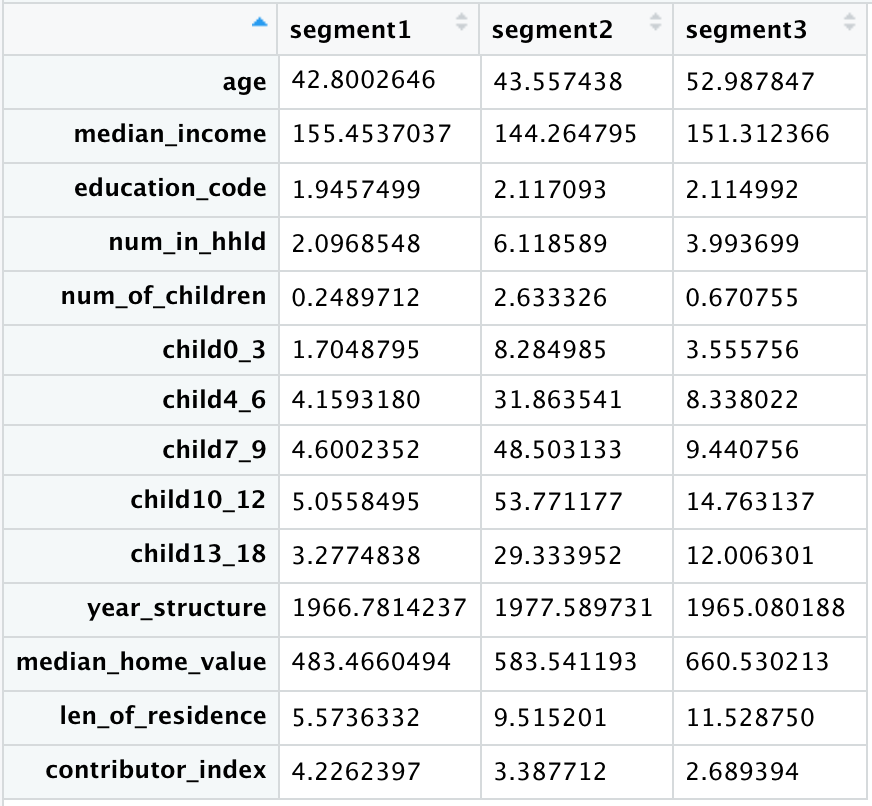 segment1 segment2 segment3
age 42.8002646 43.557438 52.987847
median_income 155.4537037 144.264795 151.312366
education_code 1.9457499 2.117093 2.114992
num_in_hhld 2.0968548 6.118589 3.993699
num_of_children 0.2489712 2.633326 0.670755
child0_3 1.7048795 8.284985 3.555756
child4_6 4.1593180 31.863541 8.338022
child7_9 4.6002352 48.503133 9.440756
child10_12 5.0558495 53.771177 14.763137
child13_18 3.2774838 29.333952 12.006301
year_structure 1966.7814237 1977.589731 1965.080188
median_home_value 483.4660494 583.541193 660.530213
len_of_residence 5.5736332 9.515201 11.528750
contributor_index 4.2262397 3.387712 2.689394